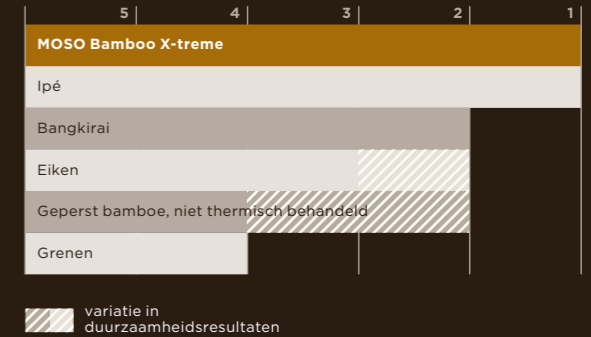 5 4 3 2 1
MOSO Bamboo X-treme
Ipé
Bangkirai
Eiken
Geperst bamboe, niet thermisch behandeld
Grenen
variatie in
duurzaamheidsresultaten